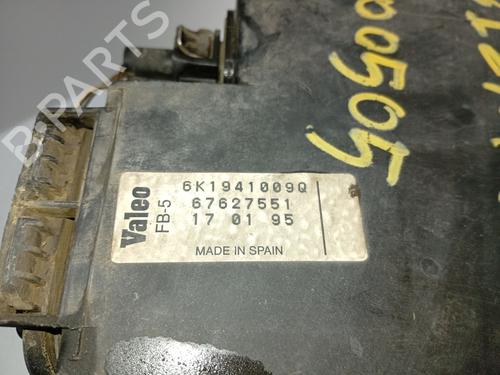 B-PARTS
Valeo
FB-5
6K1941009Q
67627551
17 01 95
MADE IN SPAIN